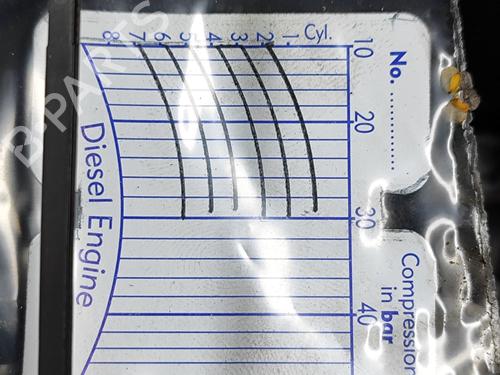 No. ............
Compression
in bar
10
20
30
40
Cyl.
1
2
3
4
5
6
7
8
Diesel Engine
B-PARTS